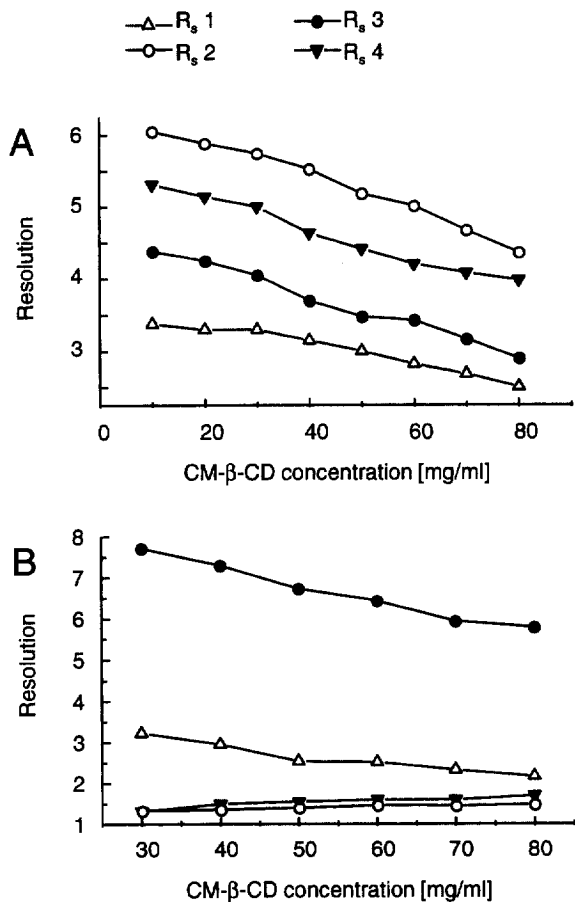 Rs 1 Rs 3
Rs 2 Rs 4
A
6
5
4
3
Resolution
0 20 40 60 80
CM-β-CD concentration [mg/ml]
B
8
7
6
5
4
3
2
1
Resolution
30 40 50 60 70 80
CM-β-CD concentration [mg/ml]